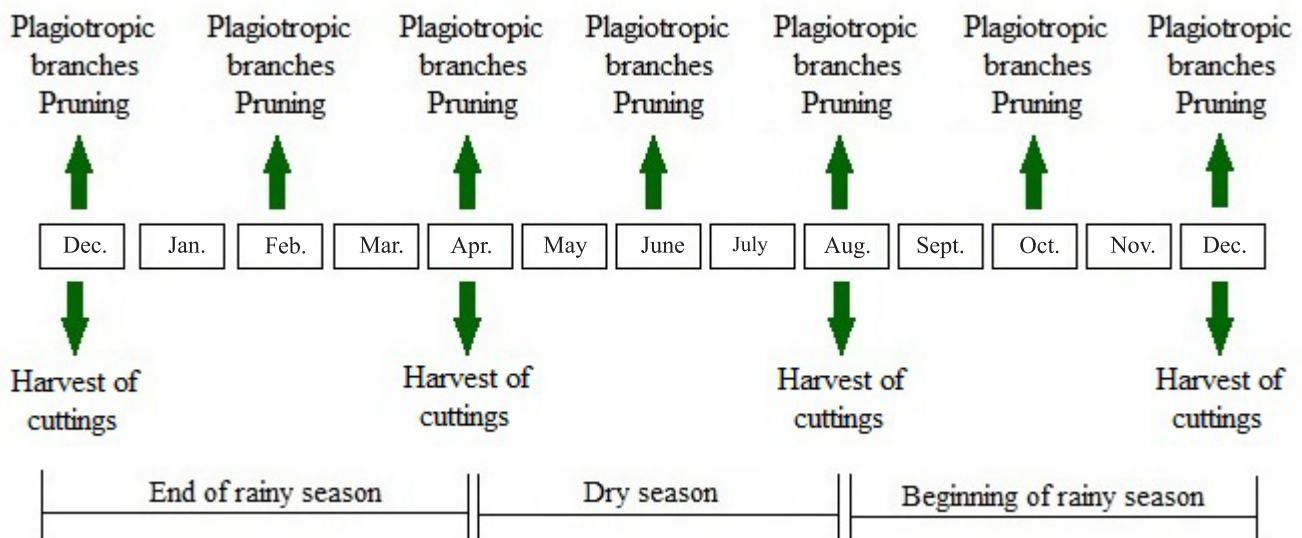 Plagiotropic branches Pruning
Plagiotropic branches Pruning
Plagiotropic branches Pruning
Plagiotropic branches Pruning
Plagiotropic branches Pruning
Plagiotropic branches Pruning
Plagiotropic branches Pruning
Dec. Jan. Feb. Mar. Apr. May June July Aug. Sept. Oct. Nov. Dec.
Harvest of cuttings
Harvest of cuttings
Harvest of cuttings
Harvest of cuttings
End of rainy season Dry season Beginning of rainy season